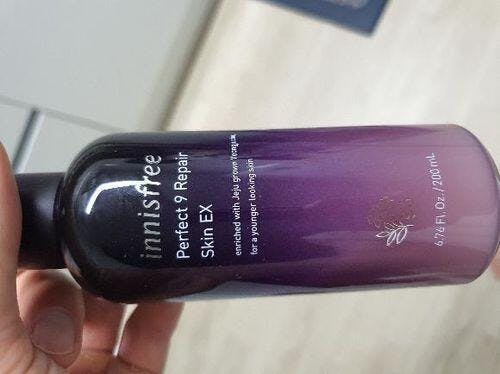 innisfree
Perfect 9 Repair
Skin EX
enriched with Jeju grown
for a younger looking skin
6.76 Fl. Oz. / 200 mL